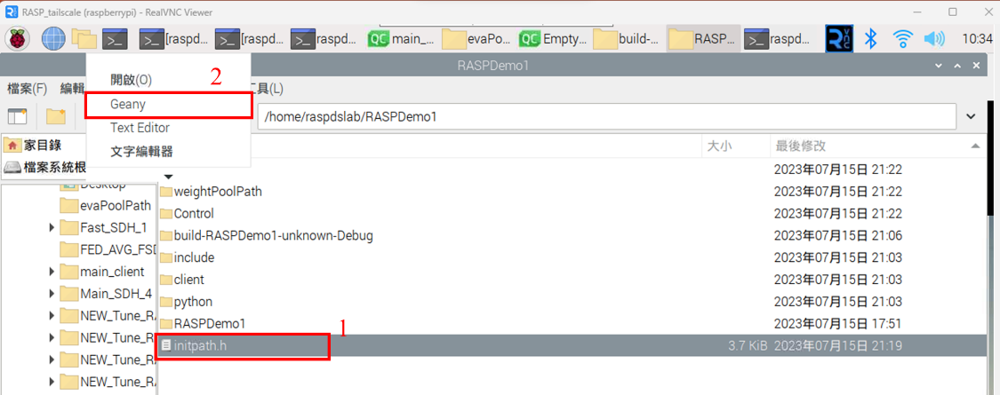 RASP_tailscale (raspberrypi) - RealVNC Viewer
[raspd... [raspd... raspd... QC main_... evaPo... QC Empty... build-... RASP... raspd... 10:34
RASPDemo1
檔案(F) 編輯 工具(L)
開啟(O)
2
Geany
Text Editor
文字編輯器
/home/raspdslab/RASPDemo1
家目錄
檔案系統根
大小 最後修改
2023年07月15日 21:22
Desktop
evaPoolPath
Fast_SDH_1
FED_AVG_FSD
main_client
Main_SDH_4
NEW_Tune_RA
NEW_Tune_RA
NEW_Tune_RA
NEW_Tune_RA
weightPoolPath 2023年07月15日 21:22
Control 2023年07月15日 21:22
build-RASPDemo1-unknown-Debug 2023年07月15日 21:06
include 2023年07月15日 21:03
client 2023年07月15日 21:03
python 2023年07月15日 21:03
RASPDemo1 2023年07月15日 17:51
1
initpath.h 3.7 KiB 2023年07月15日 21:19